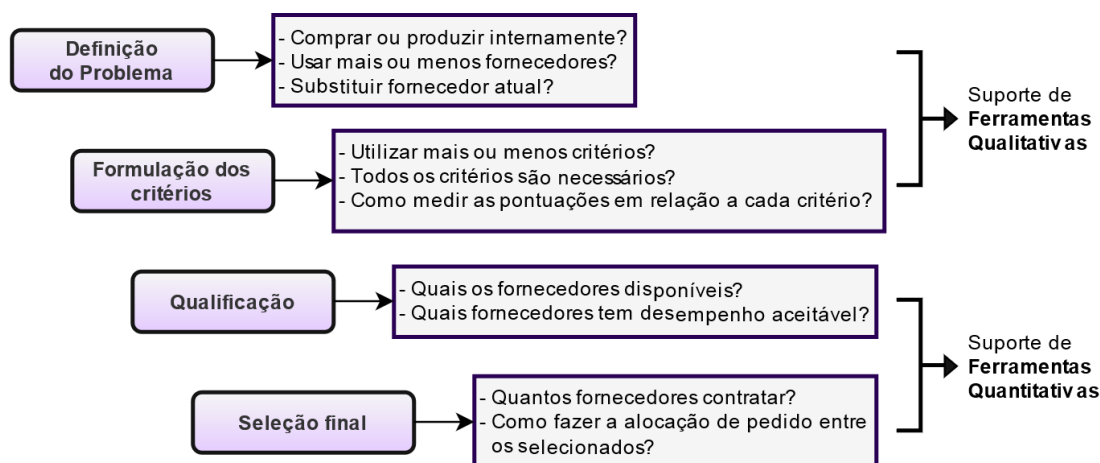 Definição
do Problema
- Comprar ou produzir internamente?
- Usar mais ou menos fornecedores?
- Substituir fornecedor atual?
Suporte de
Ferramentas
Qualitativas
Formulação dos
critérios
- Utilizar mais ou menos critérios?
- Todos os critérios são necessários?
- Como medir as pontuações em relação a cada critério?
Qualificação
- Quais os fornecedores disponíveis?
- Quais fornecedores tem desempenho aceitável?
Suporte de
Ferramentas
Quantitativas
Seleção final
- Quantos fornecedores contratar?
- Como fazer a alocação de pedido entre
os selecionados?